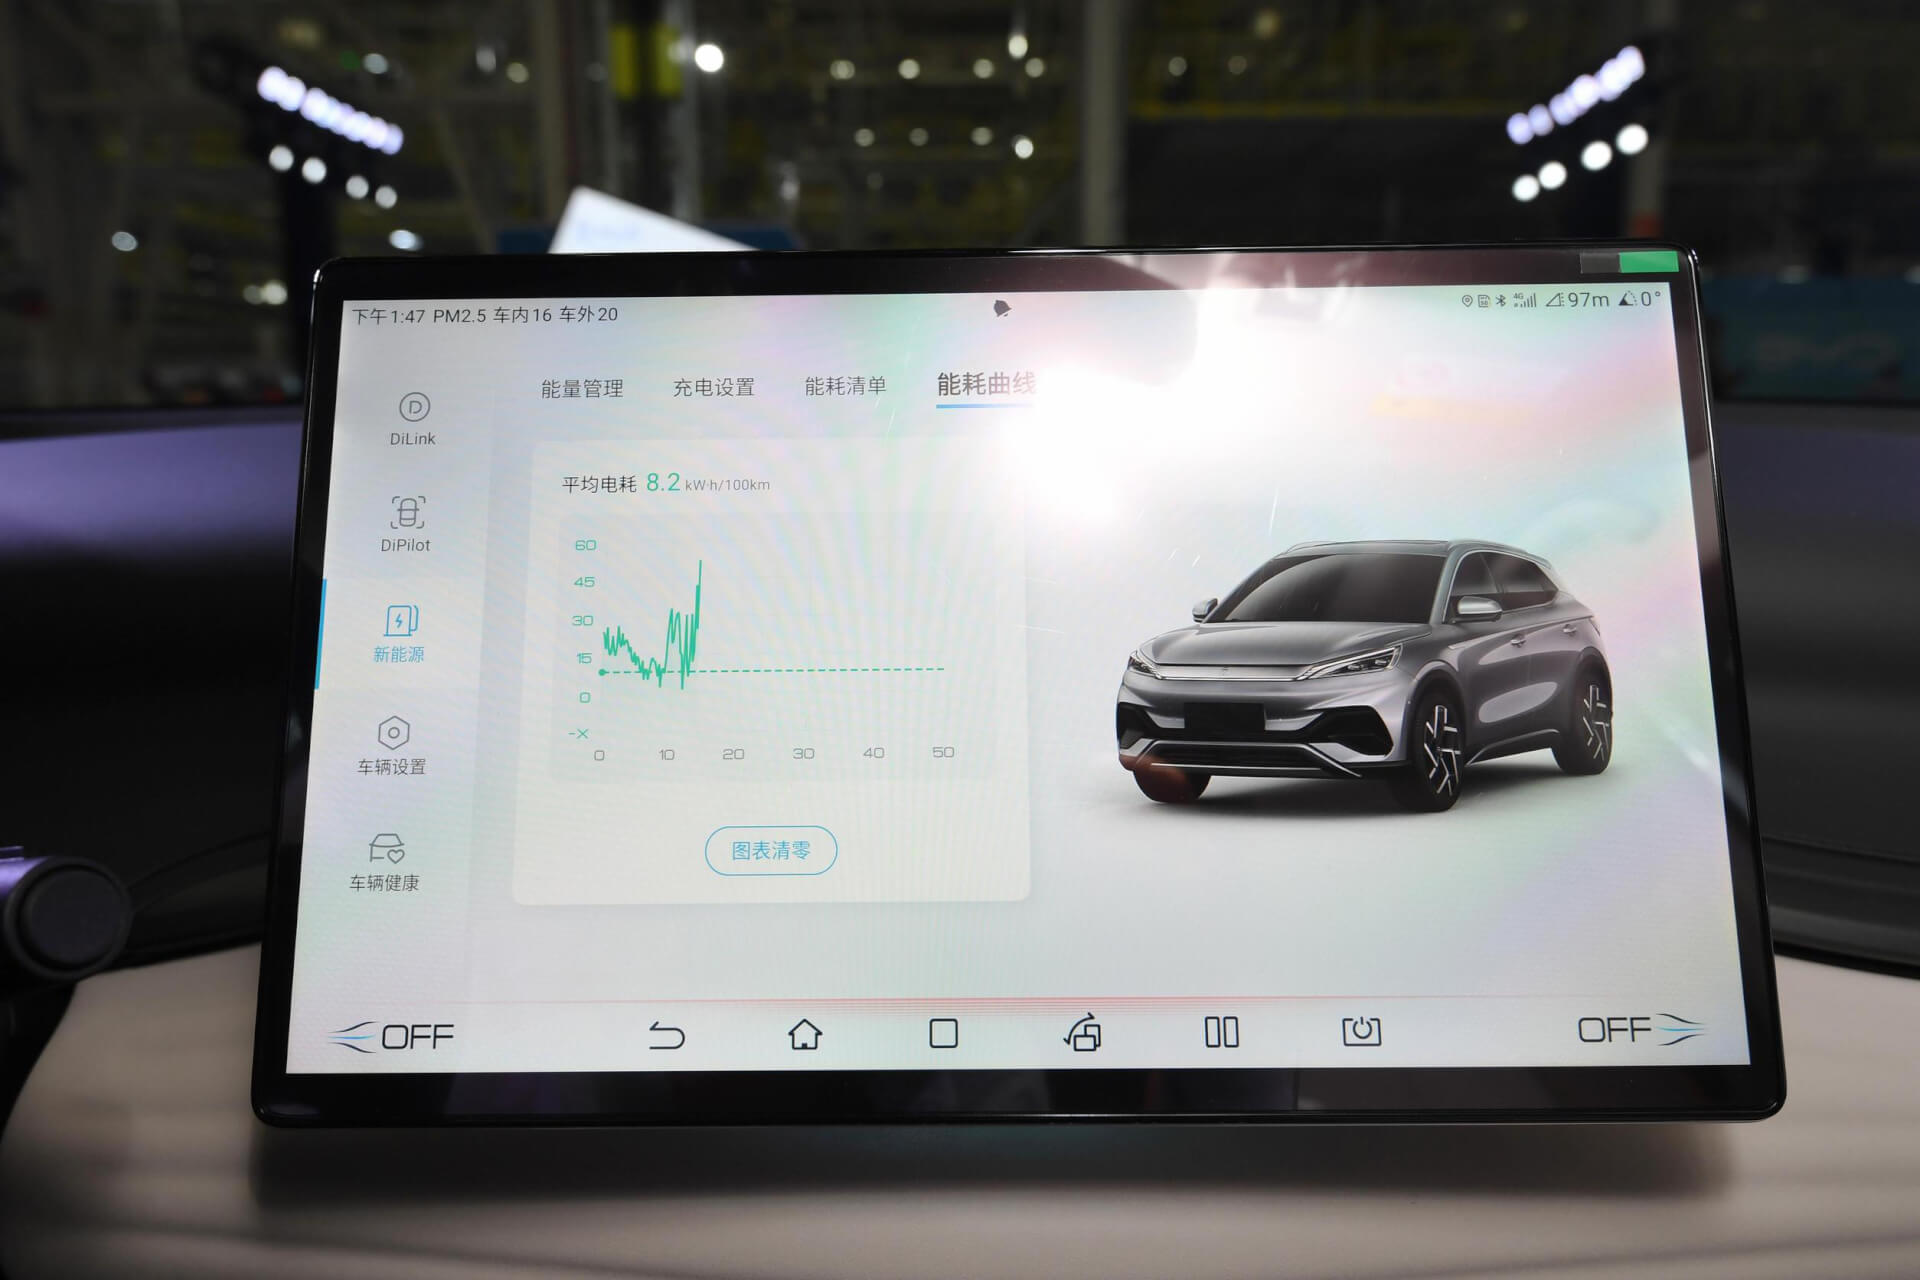 下午1:47 PM2.5 车内16 车外20
4G 97m 0°
能量管理 充电设置 能耗清单 能耗曲线
DiLink
DiPilot
新能源
车辆设置
车辆健康
平均电耗 8.2 kW·h/100km
60
45
30
15
0
-X
0 10 20 30 40 50
图表清零
OFF OFF